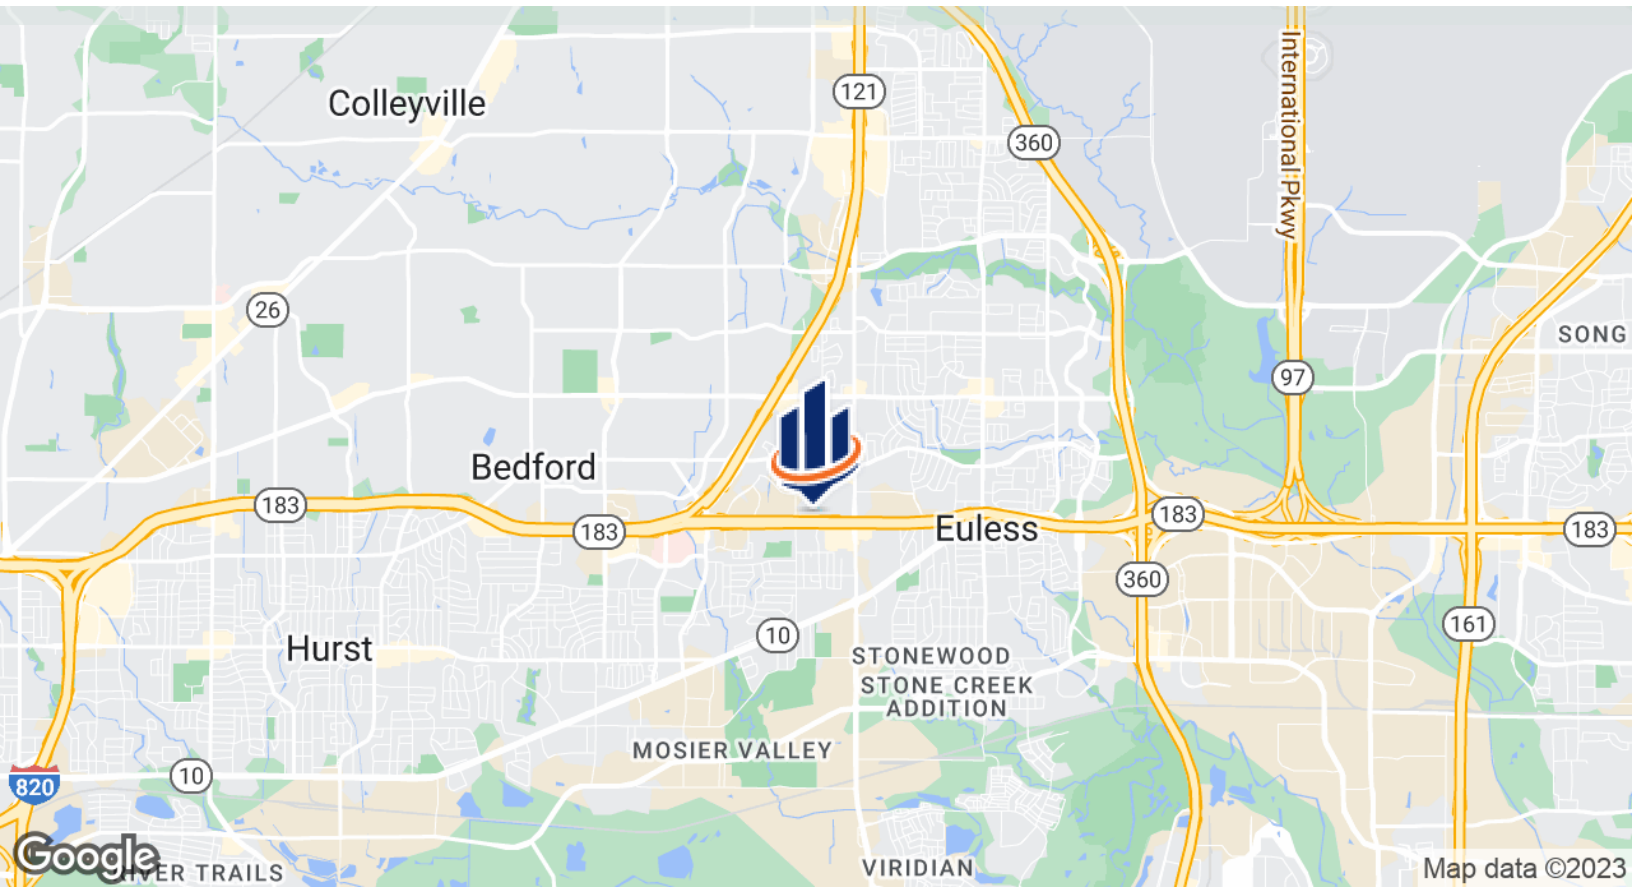 Colleyville
121
360
International Pkwy
26
SONG
97
Bedford
183
183
Euless
183
183
360
10
161
Hurst
STONEWOOD
STONE CREEK
ADDITION
MOSIER VALLEY
10
820
Google
RIVER TRAILS
VIRIDIAN
Map data ©2023